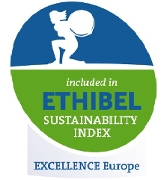 included in
ETHIBEL
SUSTAINABILITY
INDEX
EXCELLENCE Europe